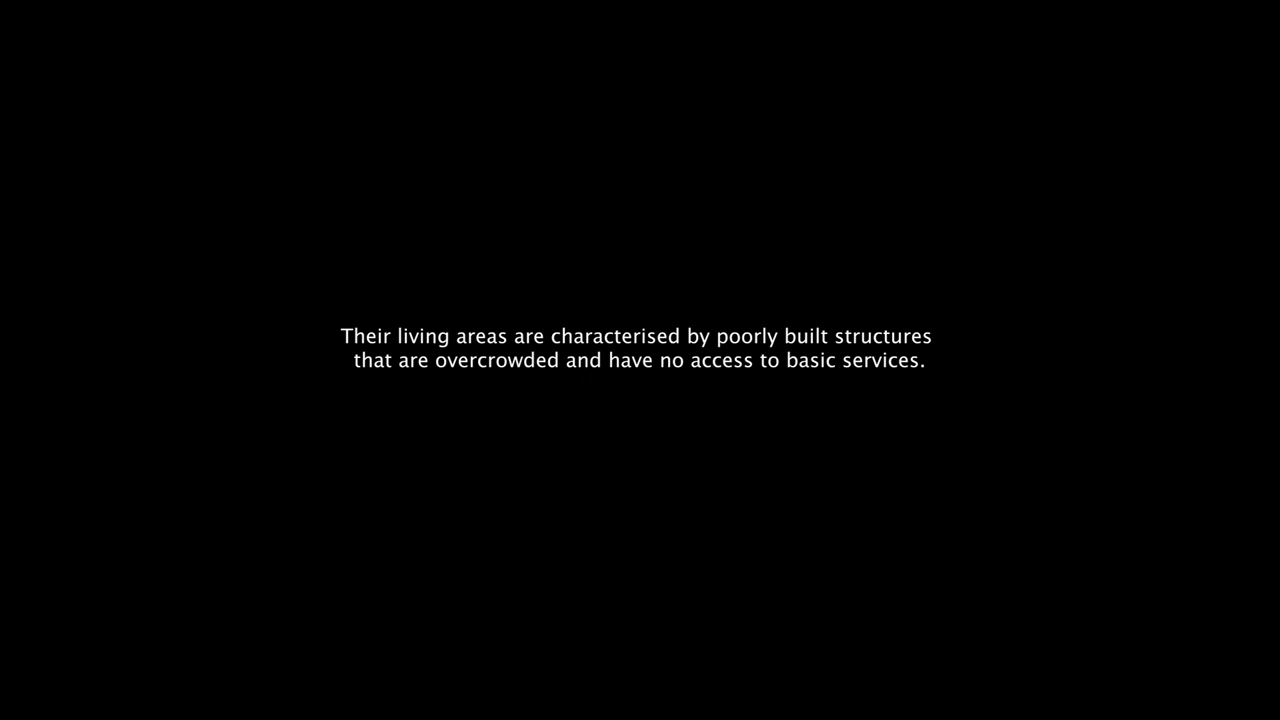 Their living areas are characterised by poorly built structures
that are overcrowded and have no access to basic services.